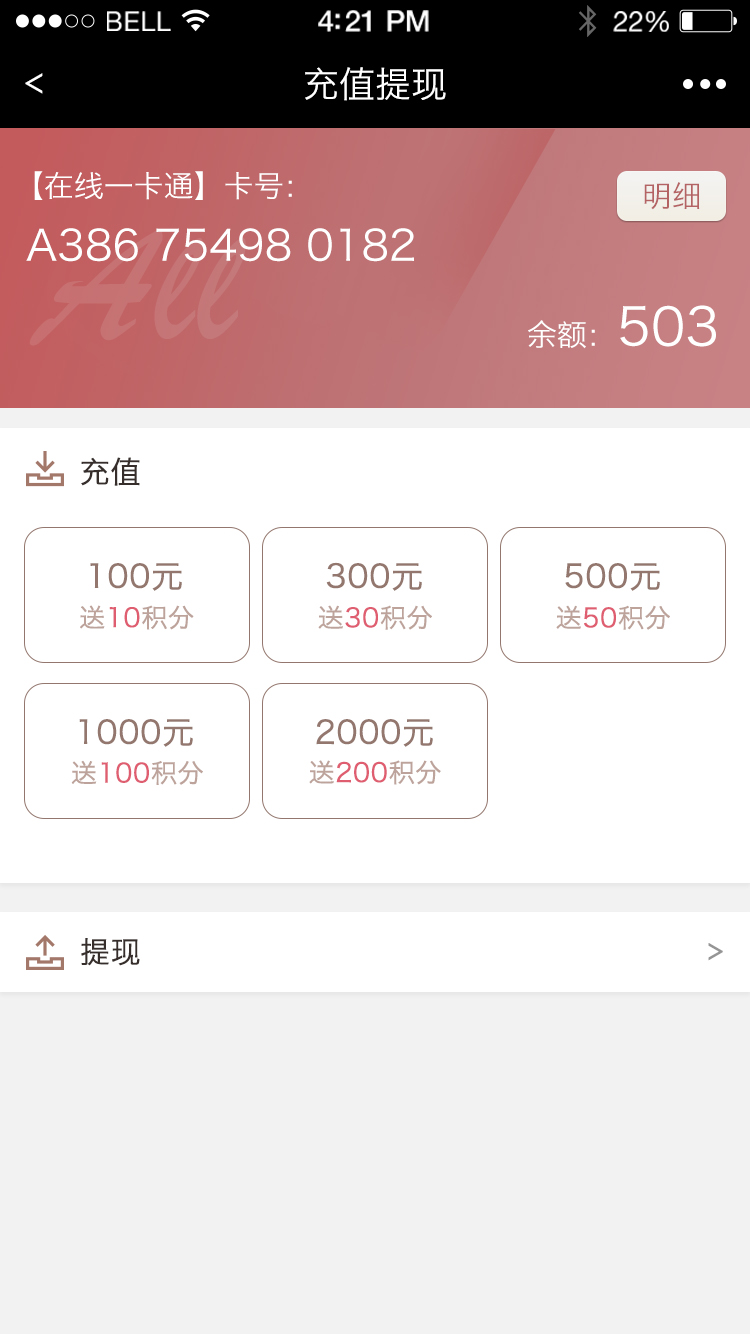 BELL 4:21 PM 22%
< 充值提现
【在线一卡通】卡号:
明细
A386 75498 0182
All
余额: 503
充值
100元 300元 500元
送10积分 送30积分 送50积分
1000元 2000元
送100积分 送200积分
提现 >